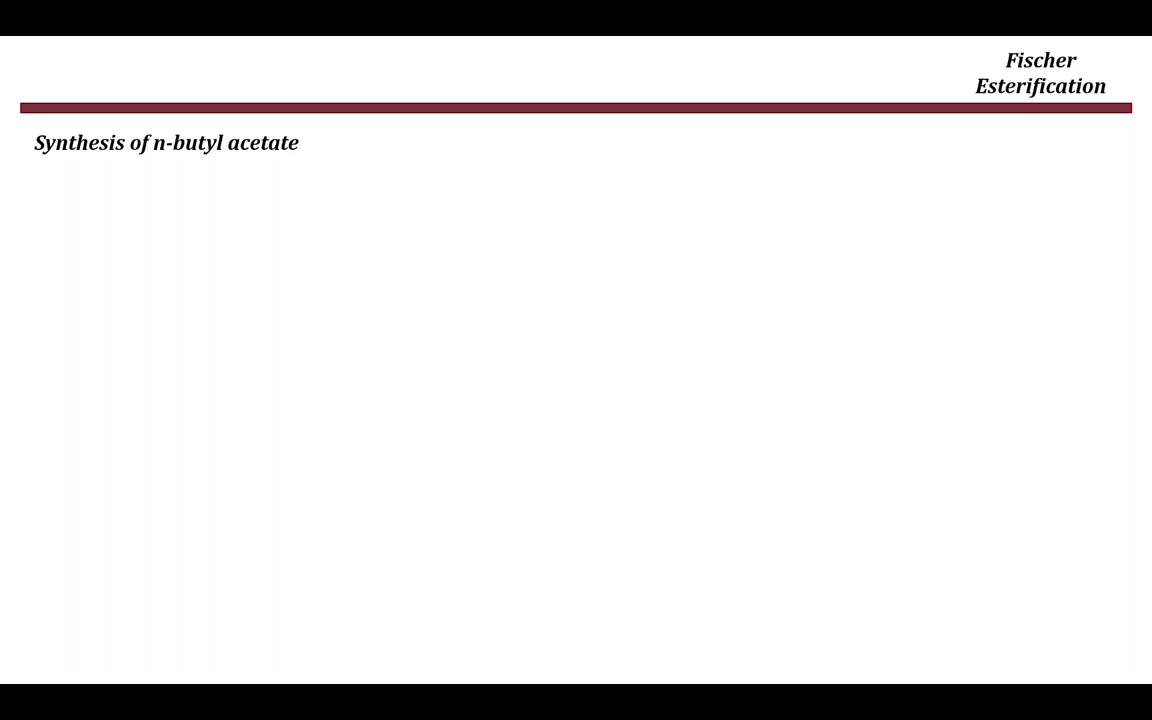 Fischer
Esterification
Synthesis of n-butyl acetate